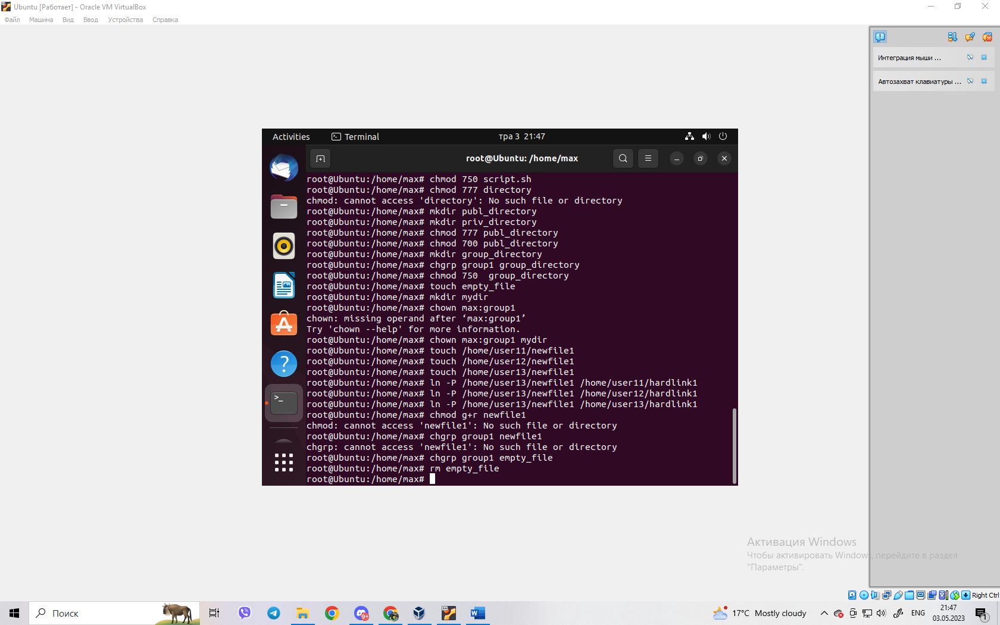 Ubuntu [Работает] - Oracle VM VirtualBox
Файл Машина Вид Ввод Устройства Справка
Интеграция мыши ...
Автозахват клавиатуры ...
Activities Terminal тра 3 21:47
root@Ubuntu: /home/max
root@Ubuntu:/home/max# chmod 750 script.sh
root@Ubuntu:/home/max# chmod 777 directory
chmod: cannot access 'directory': No such file or directory
root@Ubuntu:/home/max# mkdir publ_directory
root@Ubuntu:/home/max# mkdir priv_directory
root@Ubuntu:/home/max# chmod 777 publ_directory
root@Ubuntu:/home/max# chmod 700 publ_directory
root@Ubuntu:/home/max# mkdir group_directory
root@Ubuntu:/home/max# chgrp group1 group_directory
root@Ubuntu:/home/max# chmod 750  group_directory
root@Ubuntu:/home/max# touch empty_file
root@Ubuntu:/home/max# mkdir mydir
root@Ubuntu:/home/max# chown max:group1
chown: missing operand after ‘max:group1’
Try 'chown --help' for more information.
root@Ubuntu:/home/max# chown max:group1 mydir
root@Ubuntu:/home/max# touch /home/user11/newfile1
root@Ubuntu:/home/max# touch /home/user12/newfile1
root@Ubuntu:/home/max# touch /home/user13/newfile1
root@Ubuntu:/home/max# ln -P /home/user13/newfile1 /home/user11/hardlink1
root@Ubuntu:/home/max# ln -P /home/user13/newfile1 /home/user12/hardlink1
root@Ubuntu:/home/max# ln -P /home/user13/newfile1 /home/user13/hardlink1
root@Ubuntu:/home/max# chmod g+r newfile1
chmod: cannot access 'newfile1': No such file or directory
root@Ubuntu:/home/max# chgrp group1 newfile1
chgrp: cannot access 'newfile1': No such file or directory
root@Ubuntu:/home/max# chgrp group1 empty_file
root@Ubuntu:/home/max# rm empty_file
root@Ubuntu:/home/max#
Активация Windows
Чтобы активировать Windows, перейдите в раздел
"Параметры".
Right Ctrl
Поиск
9+
17°C Mostly cloudy
ENG
21:47
03.05.2023
1